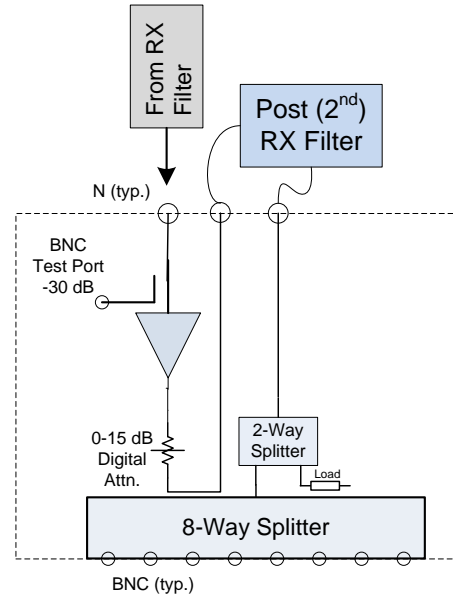 From RX
Filter
Post (2nd)
RX Filter
N (typ.)
BNC
Test Port
-30 dB
0-15 dB
Digital
Attn.
2-Way
Splitter
Load
8-Way Splitter
BNC (typ.)